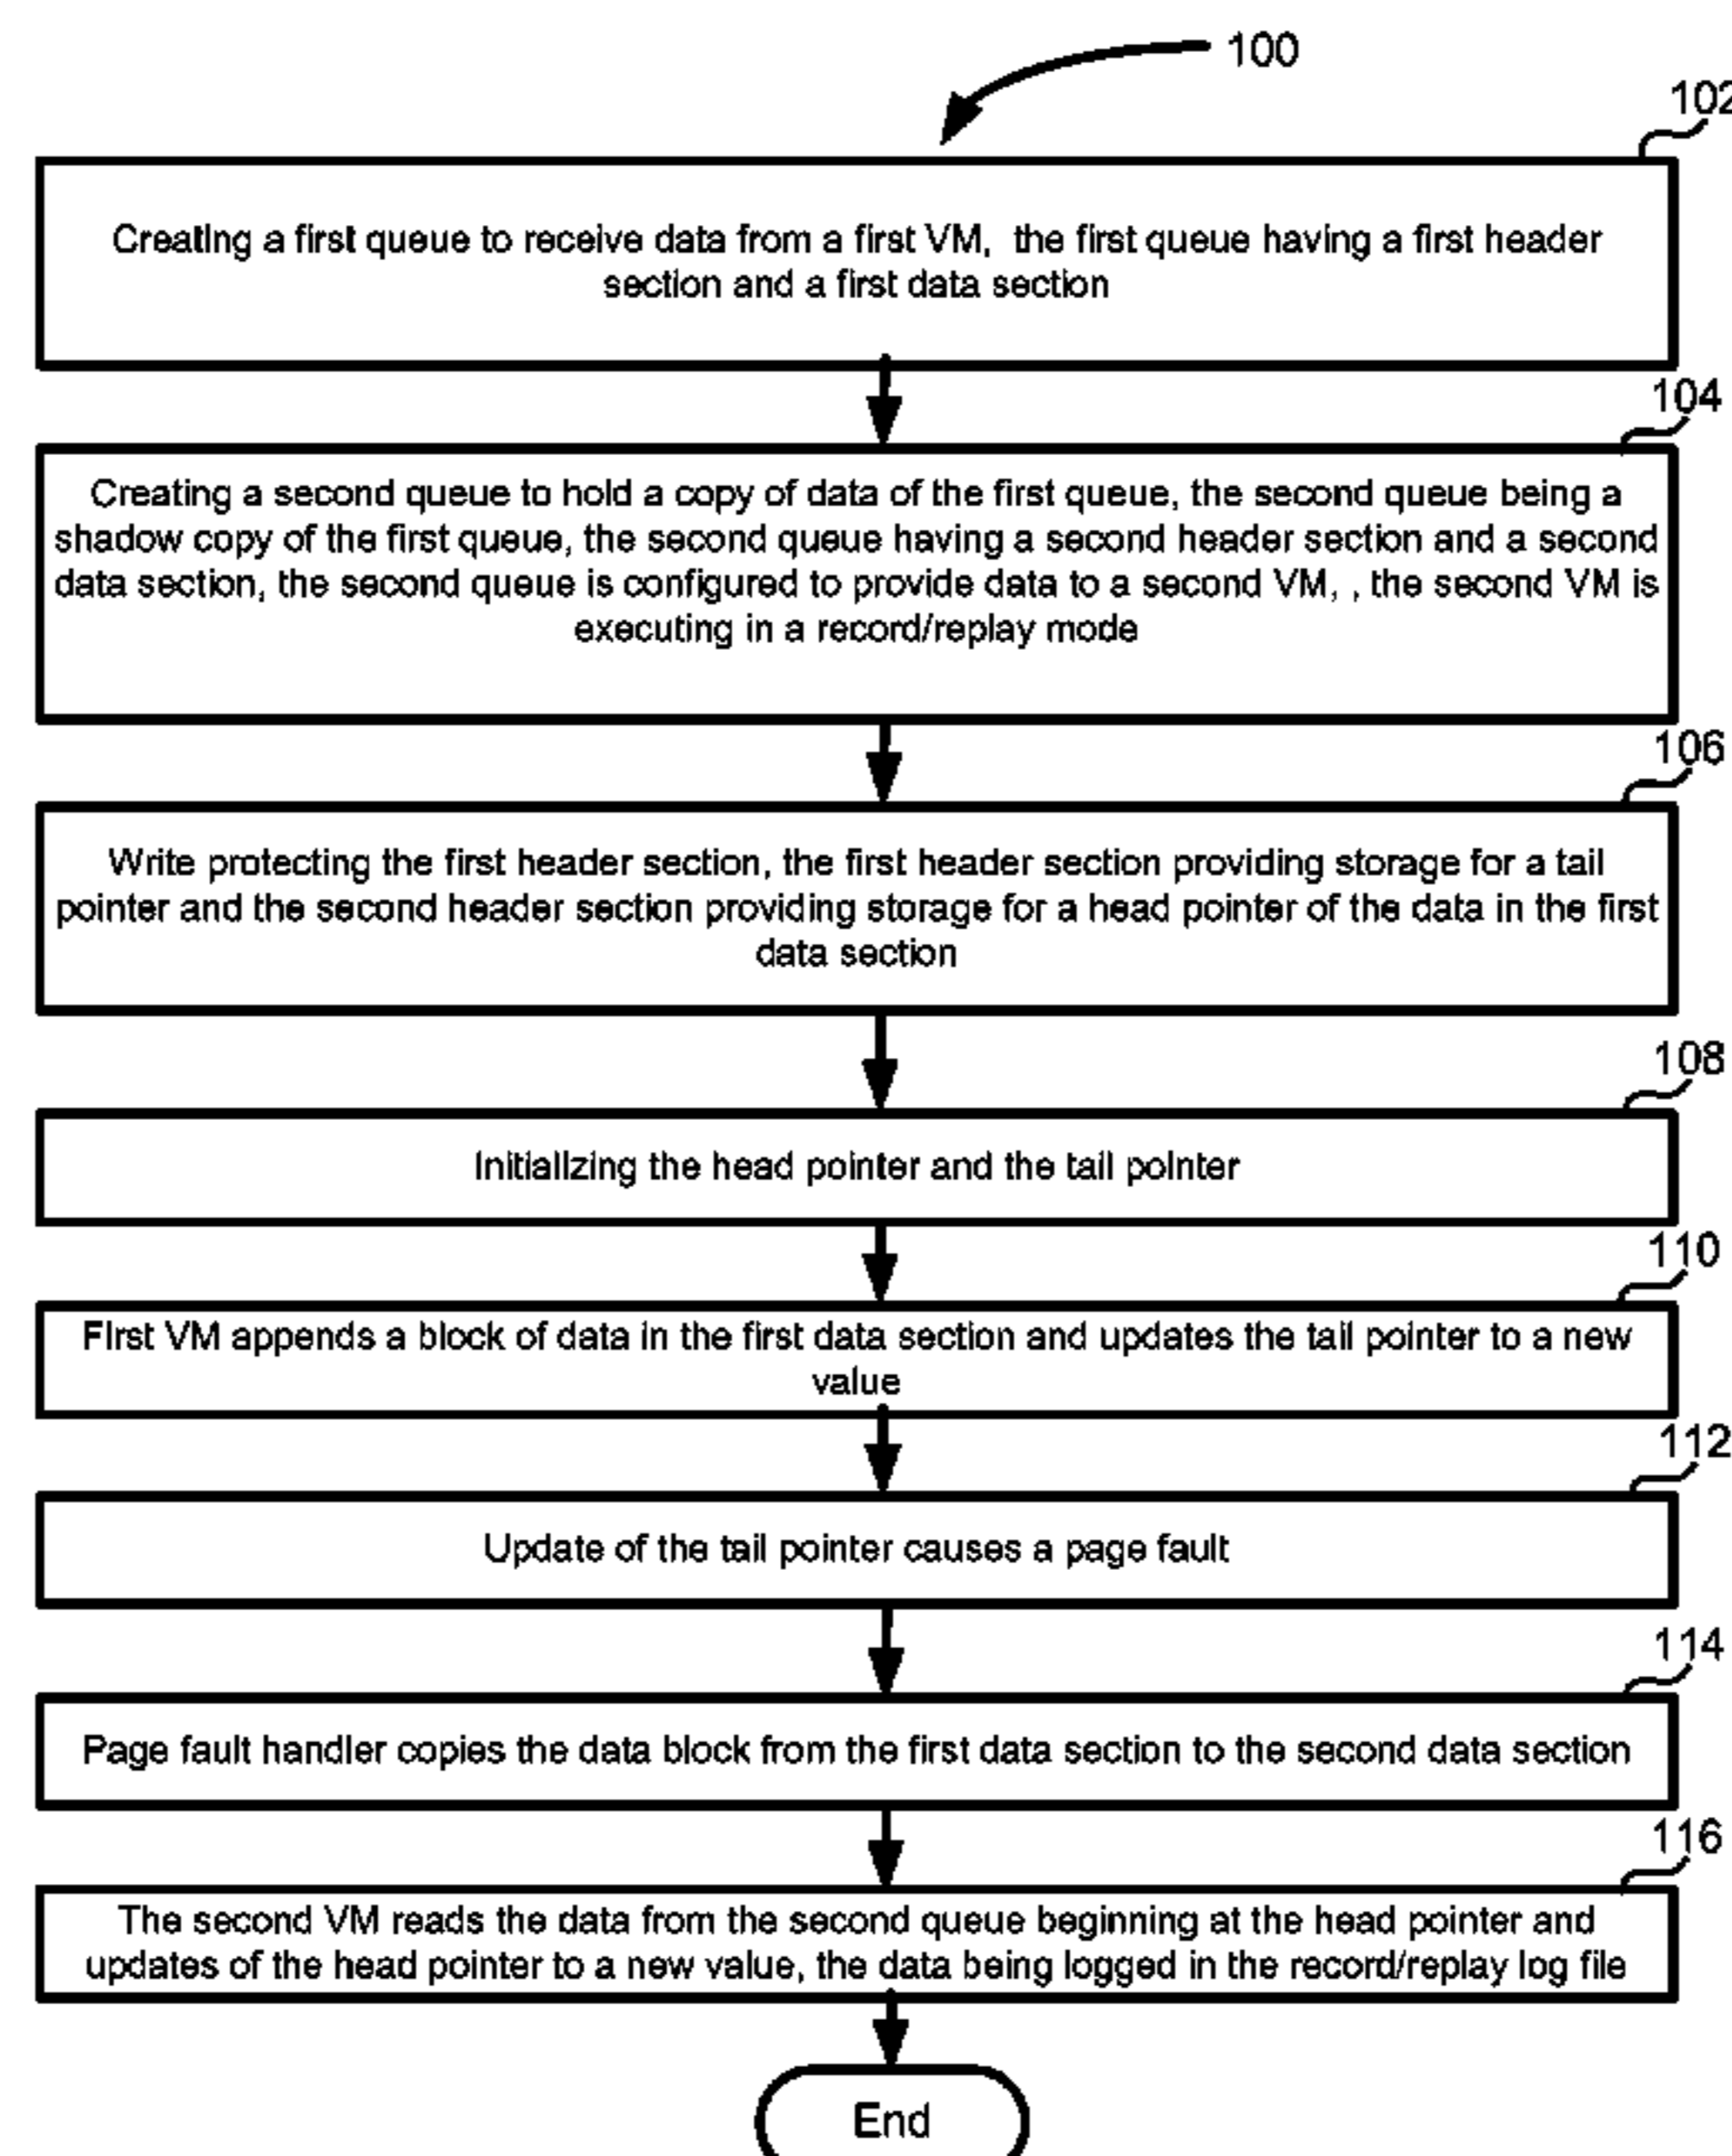 100
102
Creating a first queue to receive data from a first VM, the first queue having a first header
section and a first data section
104
Creating a second queue to hold a copy of data of the first queue, the second queue being a
shadow copy of the first queue, the second queue having a second header section and a second
data section, the second queue is configured to provide data to a second VM, , the second VM is
executing in a record/replay mode
106
Write protecting the first header section, the first header section providing storage for a tail
pointer and the second header section providing storage for a head pointer of the data in the first
data section
108
Initializing the head pointer and the tail pointer
110
First VM appends a block of data in the first data section and updates the tail pointer to a new
value
112
Update of the tail pointer causes a page fault
114
Page fault handler copies the data block from the first data section to the second data section
116
The second VM reads the data from the second queue beginning at the head pointer and
updates of the head pointer to a new value, the data being logged in the record/replay log file
End